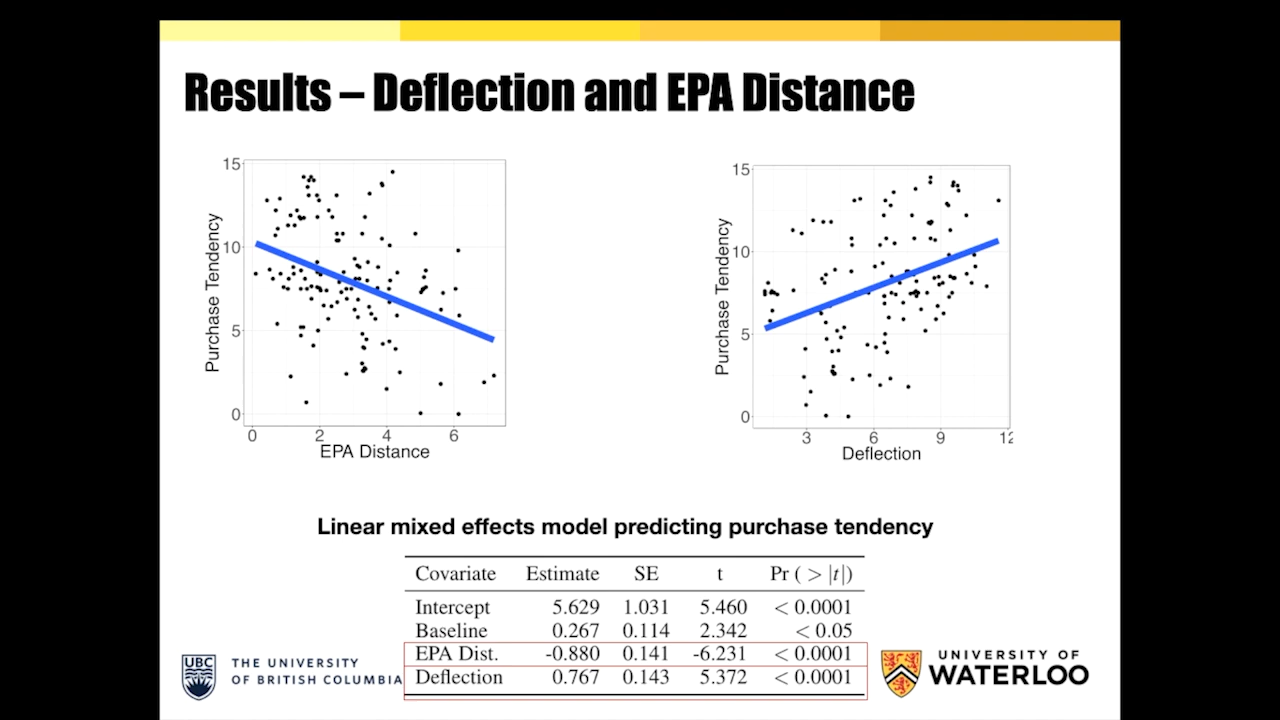 Results – Deflection and EPA Distance
15
10
5
0
Purchase Tendency
0 2 4 6
EPA Distance
15
10
5
0
Purchase Tendency
3 6 9 12
Deflection
Linear mixed effects model predicting purchase tendency
Covariate Estimate SE t Pr ( > |t|)
Intercept 5.629 1.031 5.460 < 0.0001
Baseline 0.267 0.114 2.342 < 0.05
EPA Dist. -0.880 0.141 -6.231 < 0.0001
Deflection 0.767 0.143 5.372 < 0.0001
UBC
THE UNIVERSITY
OF BRITISH COLUMBIA
UNIVERSITY OF
WATERLOO